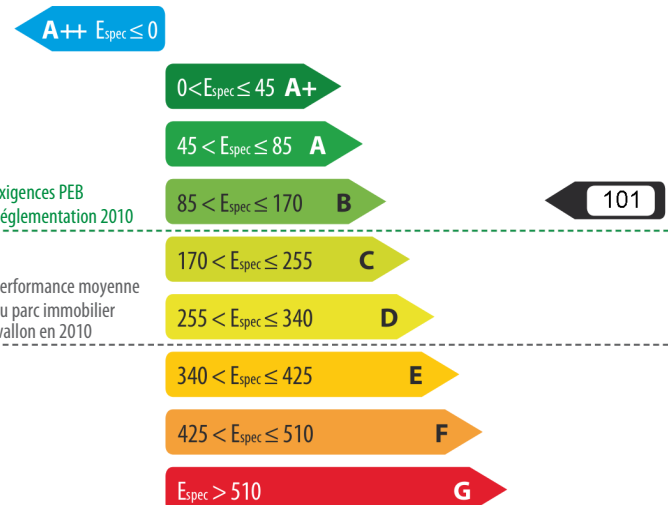 A++ Espec ≤ 0
0<Espec ≤ 45 A+
45 < Espec ≤ 85 A
xigences PEB
églementation 2010
85 < Espec ≤ 170 B
101
170 < Espec ≤ 255 C
erformance moyenne
u parc immobilier
vallon en 2010
255 < Espec ≤ 340 D
340 < Espec ≤ 425 E
425 < Espec ≤ 510 F
Espec > 510 G